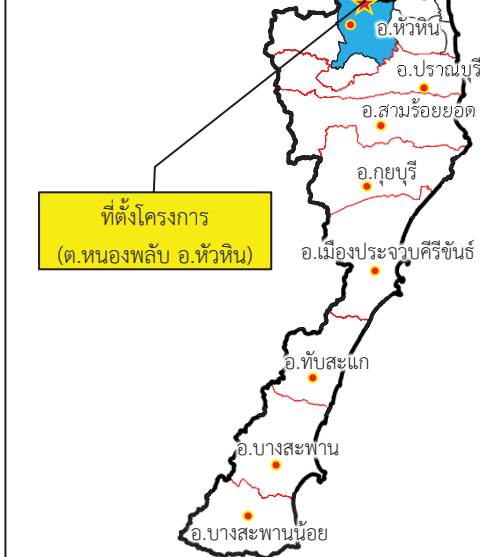 อ.หัวหิน
อ.ปราณบุรี
อ.สามร้อยยอด
อ.กุยบุรี
ที่ตั้งโครงการ
(ต.หนองพลับ อ.หัวหิน)
อ.เมืองประจวบคีรีขันธ์
อ.ทับสะแก
อ.บางสะพาน
อ.บางสะพานน้อย